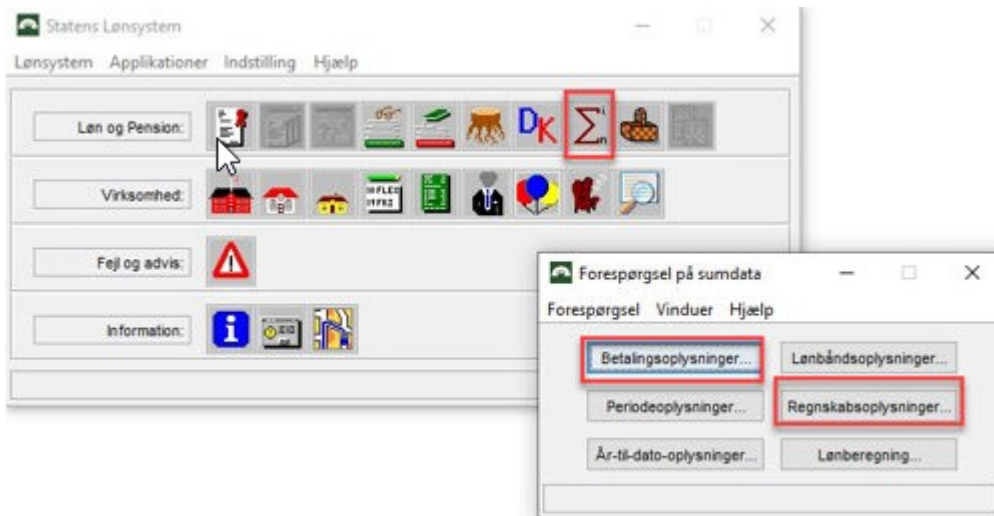 Statens Lønsystem
Lønsystem Applikationer Indstilling Hjælp
Løn og Pension:
DK Σ i n
Virksomhed:
Fejl og advis:
Information:
i
Forespørgsel på sumdata
Forespørgsel Vinduer Hjælp
Betalingsoplysninger... Lønbåndsoplysninger...
Periodeoplysninger... Regnskabsoplysninger...
År-til-dato-oplysninger... Lønberegning...